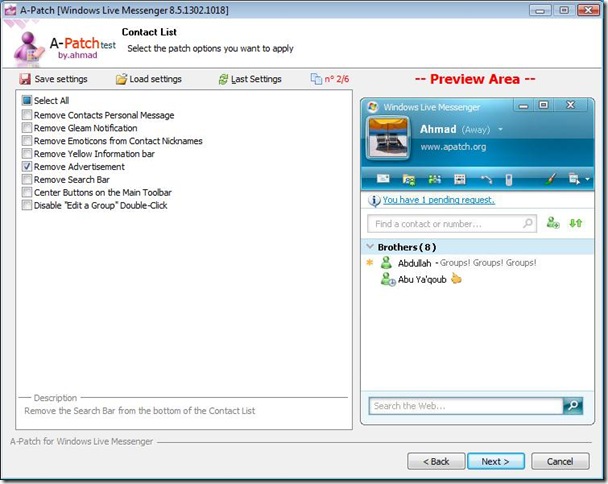 A-Patch [Windows Live Messenger 8.5.1302.1018]
A-Patch test
by.ahmad
Contact List
Select the patch options you want to apply
Save settings
Load settings
Last Settings
n° 2/6
-- Preview Area --
Select All
Remove Contacts Personal Message
Remove Gleam Notification
Remove Emoticons from Contact Nicknames
Remove Yellow Information bar
Remove Advertisement
Remove Search Bar
Center Buttons on the Main Toolbar
Disable "Edit a Group" Double-Click
Description
Remove the Search Bar from the bottom of the Contact List
Windows Live Messenger
Ahmad (Away)
www.apatch.org
You have 1 pending request.
Find a contact or number...
Brothers ( 8 )
Abdullah - Groups! Groups! Groups!
Abu Ya'qoub
Search the Web...
A-Patch for Windows Live Messenger
< Back
Next >
Cancel